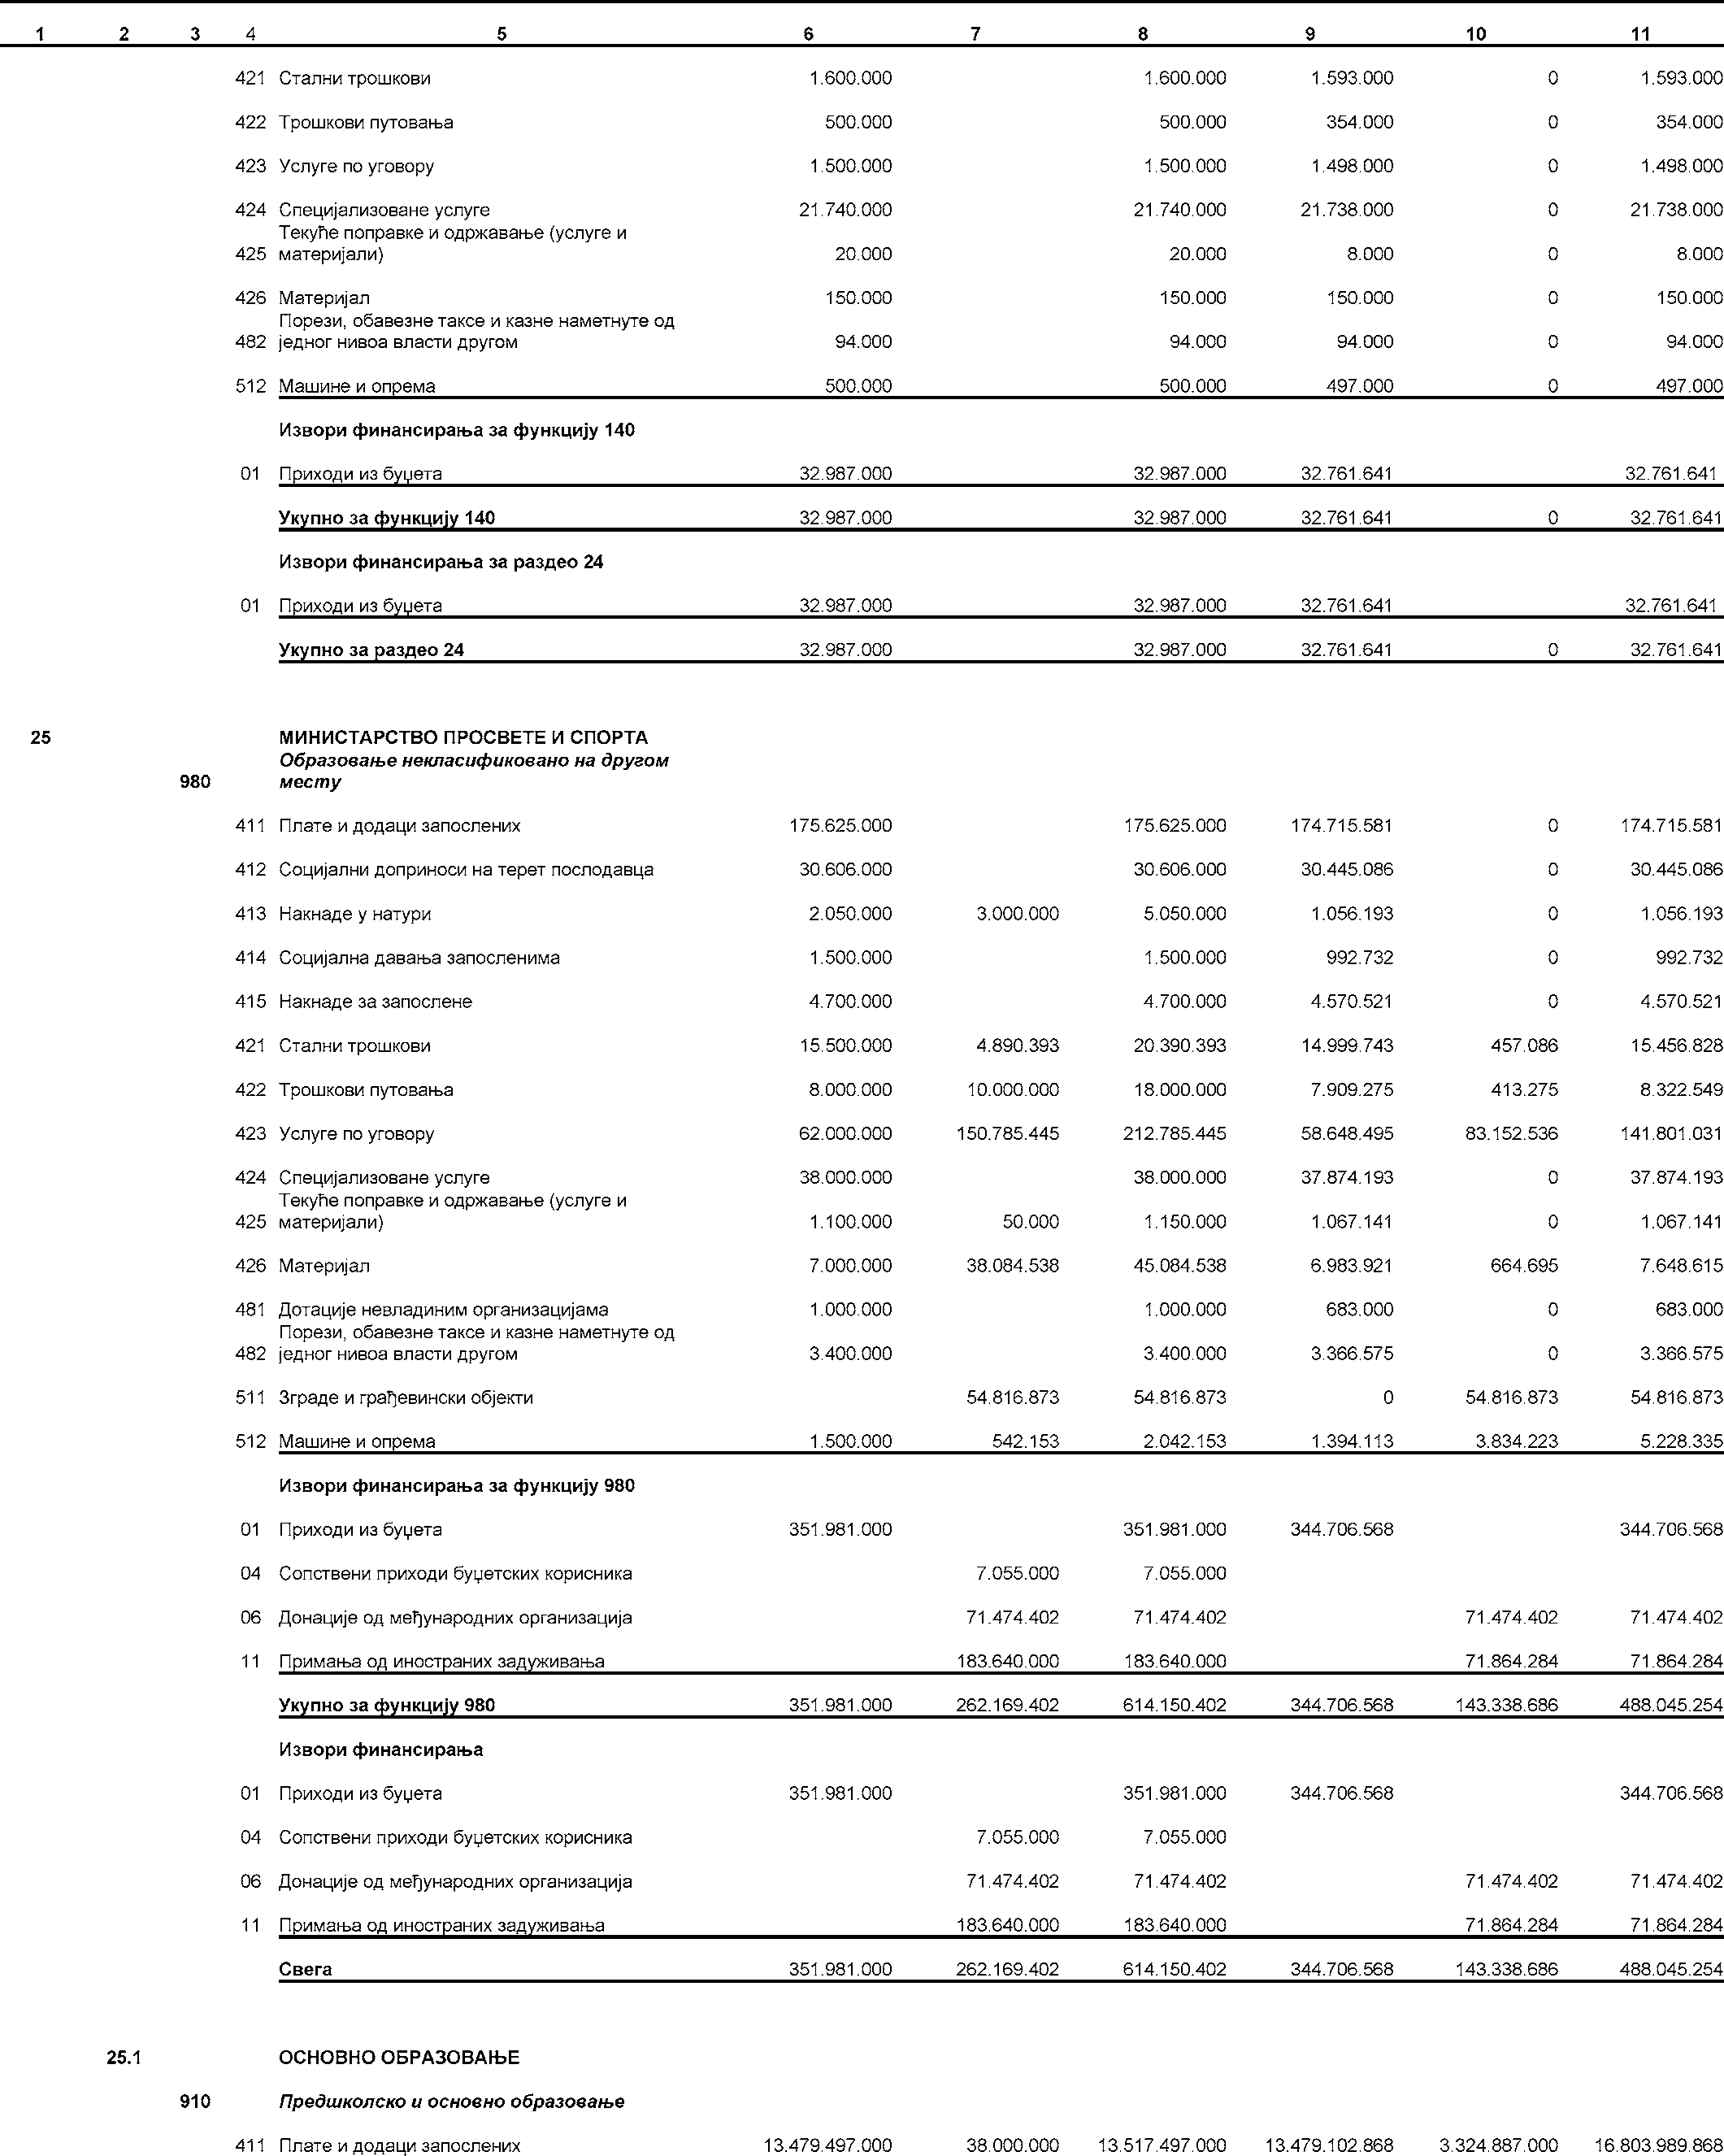 1 2 3 4 5 6 7 8 9 10 11
421 Стални трошкови 1.600.000 1.600.000 1.593.000 0 1.593.000
422 Трошкови путовања 500.000 500.000 354.000 0 354.000
423 Услуге по уговору 1.500.000 1.500.000 1.498.000 0 1.498.000
424 Специјализоване услуге 21.740.000 21.740.000 21.738.000 0 21.738.000
Текуће поправке и одржавање (услуге и
425 материјали) 20.000 20.000 8.000 0 8.000
426 Материјал 150.000 150.000 150.000 0 150.000
Порези, обавезне таксе и казне наметнуте од
482 једног нивоа власти другом 94.000 94.000 94.000 0 94.000
512 Машине и опрема 500.000 500.000 497.000 0 497.000
Извори финансирања за функцију 140
01 Приходи из буџета 32.987.000 32.987.000 32.761.641 32.761.641
Укупно за функцију 140 32.987.000 32.987.000 32.761.641 0 32.761.641
Извори финансирања за раздео 24
01 Приходи из буџета 32.987.000 32.987.000 32.761.641 32.761.641
Укупно за раздео 24 32.987.000 32.987.000 32.761.641 0 32.761.641
25 МИНИСТАРСТВО ПРОСВЕТЕ И СПОРТА
Образовање некласификовано на другом
980 месту
411 Плате и додаци запослених 175.625.000 175.625.000 174.715.581 0 174.715.581
412 Социјални доприноси на терет послодавца 30.606.000 30.606.000 30.445.086 0 30.445.086
413 Накнаде у натури 2.050.000 3.000.000 5.050.000 1.056.193 0 1.056.193
414 Социјална давања запосленима 1.500.000 1.500.000 992.732 0 992.732
415 Накнаде за запослене 4.700.000 4.700.000 4.570.521 0 4.570.521
421 Стални трошкови 15.500.000 4.890.393 20.390.393 14.999.743 457.086 15.456.828
422 Трошкови путовања 8.000.000 10.000.000 18.000.000 7.909.275 413.275 8.322.549
423 Услуге по уговору 62.000.000 150.785.445 212.785.445 58.648.495 83.152.536 141.801.031
424 Специјализоване услуге 38.000.000 38.000.000 37.874.193 0 37.874.193
Текуће поправке и одржавање (услуге и
425 материјали) 1.100.000 50.000 1.150.000 1.067.141 0 1.067.141
426 Материјал 7.000.000 38.084.538 45.084.538 6.983.921 664.695 7.648.615
481 Дотације невладиним организацијама 1.000.000 1.000.000 683.000 0 683.000
Порези, обавезне таксе и казне наметнуте од
482 једног нивоа власти другом 3.400.000 3.400.000 3.366.575 0 3.366.575
511 Зграде и грађевински објекти 54.816.873 54.816.873 0 54.816.873 54.816.873
512 Машине и опрема 1.500.000 542.153 2.042.153 1.394.113 3.834.223 5.228.335
Извори финансирања за функцију 980
01 Приходи из буџета 351.981.000 351.981.000 344.706.568 344.706.568
04 Сопствени приходи буџетских корисника 7.055.000 7.055.000
06 Донације од међународних организација 71.474.402 71.474.402 71.474.402 71.474.402
11 Примања од иностраних задуживања 183.640.000 183.640.000 71.864.284 71.864.284
Укупно за функцију 980 351.981.000 262.169.402 614.150.402 344.706.568 143.338.686 488.045.254
Извори финансирања
01 Приходи из буџета 351.981.000 351.981.000 344.706.568 344.706.568
04 Сопствени приходи буџетских корисника 7.055.000 7.055.000
06 Донације од међународних организација 71.474.402 71.474.402 71.474.402 71.474.402
11 Примања од иностраних задуживања 183.640.000 183.640.000 71.864.284 71.864.284
Свега 351.981.000 262.169.402 614.150.402 344.706.568 143.338.686 488.045.254
25.1 ОСНОВНО ОБРАЗОВАЊЕ
910 Предшколско и основно образовање
411 Плате и додаци запослених 13.479.497.000 38.000.000 13.517.497.000 13.479.102.868 3.324.887.000 16.803.989.868